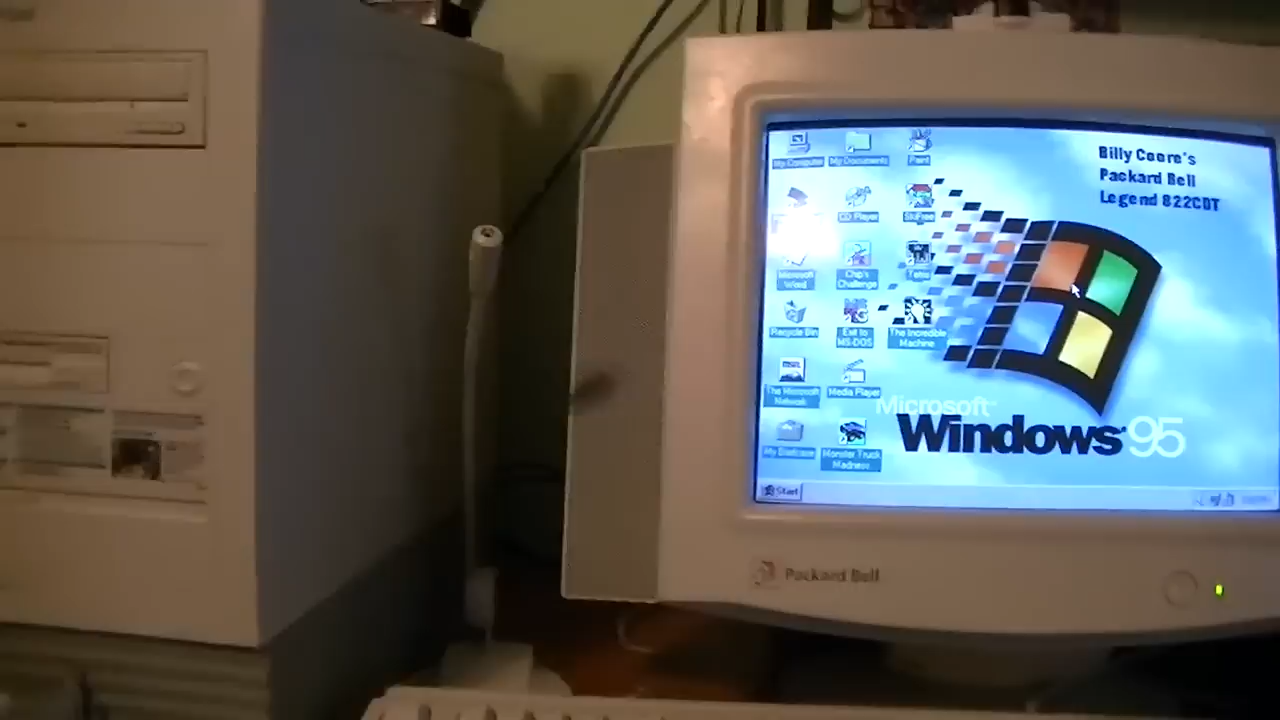 My Computer
My Documents
Paint
CD Player
SkiFree
Microsoft
Word
Chip's
Challenge
Tetris
Recycle Bin
Exit to
MS-DOS
The Incredible
Machine
The Microsoft
Network
Media Player
My Briefcase
Monster Truck
Madness
Billy Coore's
Packard Bell
Legend 822CDT
Microsoft
Windows 95
Start
Packard Bell